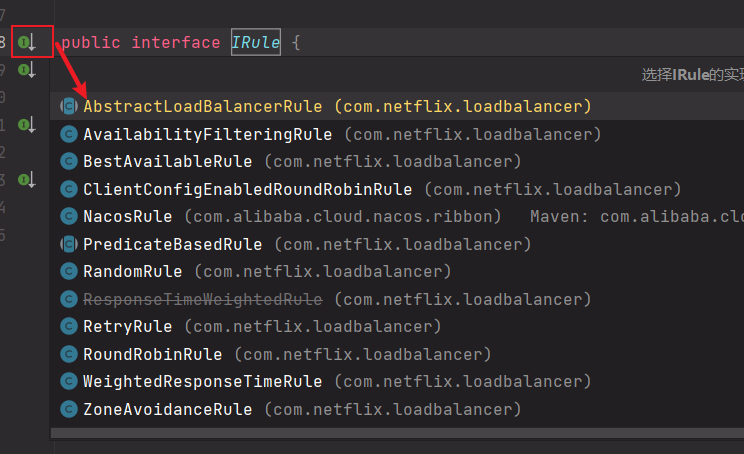 7
8 public interface IRule {
9 选择IRule的实现
0 AbstractLoadBalancerRule (com.netflix.loadbalancer)
AvailabilityFilteringRule (com.netflix.loadbalancer)
1 BestAvailableRule (com.netflix.loadbalancer)
2 ClientConfigEnabledRoundRobinRule (com.netflix.loadbalancer)
3 NacosRule (com.alibaba.cloud.nacos.ribbon) Maven: com.alibaba.clo
4 PredicateBasedRule (com.netflix.loadbalancer)
5 RandomRule (com.netflix.loadbalancer)
ResponseTimeWeightedRule (com.netflix.loadbalancer)
RetryRule (com.netflix.loadbalancer)
RoundRobinRule (com.netflix.loadbalancer)
WeightedResponseTimeRule (com.netflix.loadbalancer)
ZoneAvoidanceRule (com.netflix.loadbalancer)